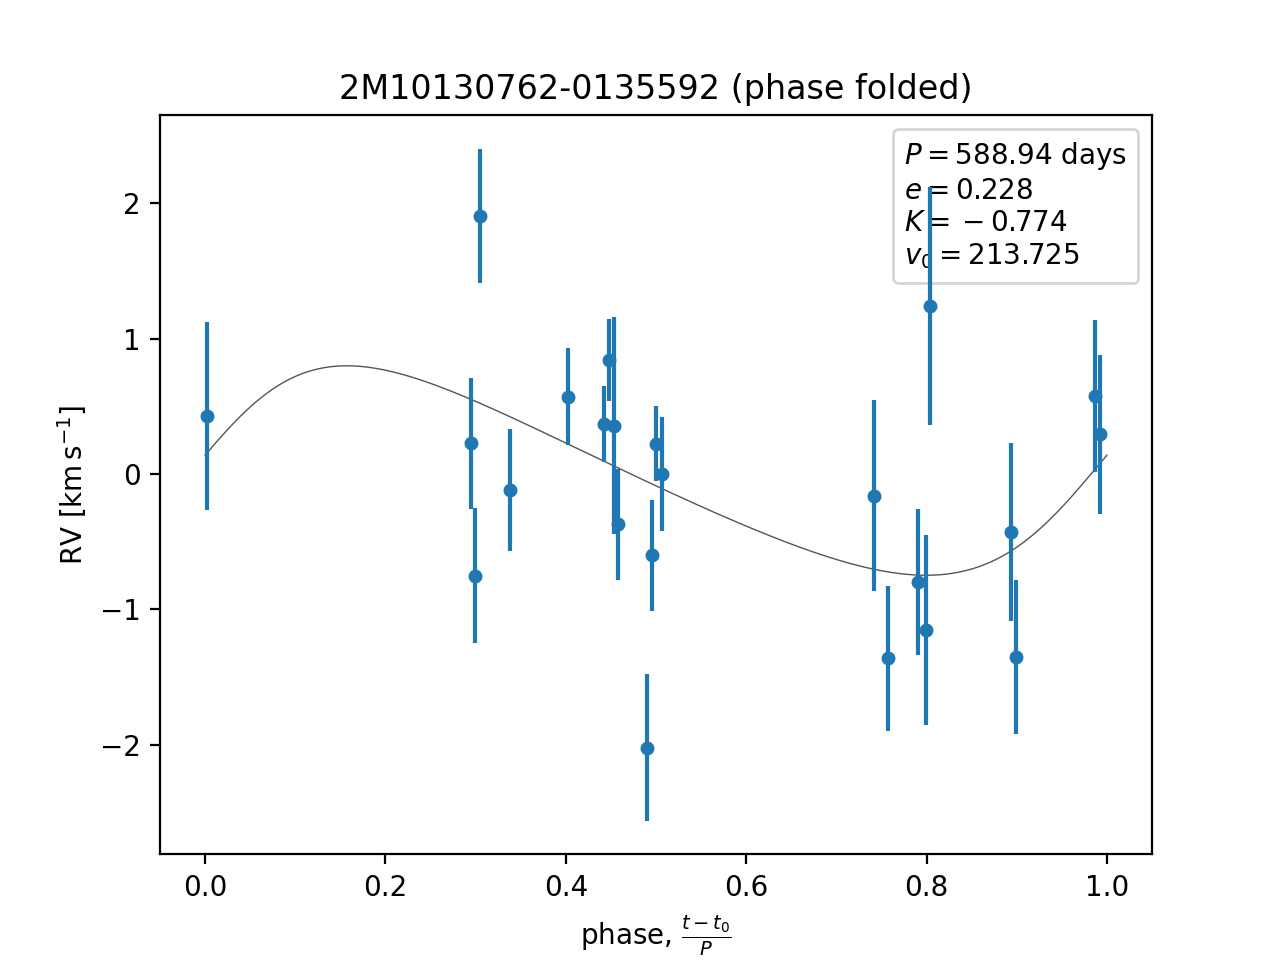 2M10130762-0135592 (phase folded)
P = 588.94 days
e = 0.228
K = −0.774
v₀ = 213.725
RV [km s⁻¹]
2
1
0
−1
−2
0.0 0.2 0.4 0.6 0.8 1.0
phase, (t − t₀)/P